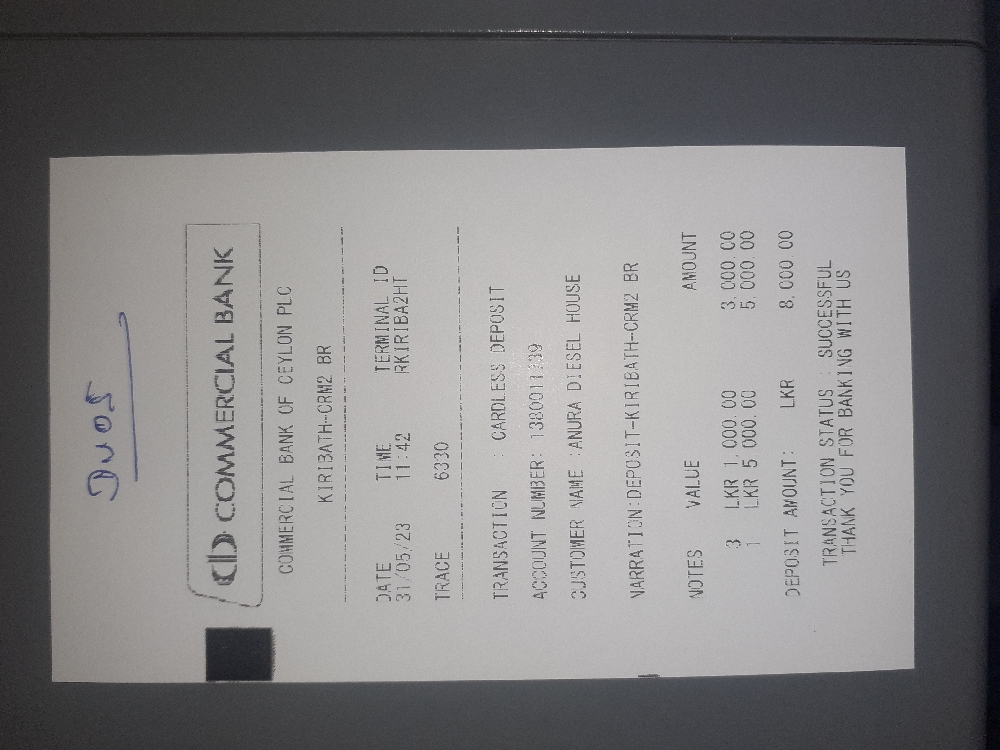 COMMERCIAL BANK
COMMERCIAL BANK OF CEYLON PLC
KIRIBATH-CRM2 BR
DATE TIME TERMINAL ID
31/05/23 11:42 RKIRIBA2HT
TRACE 6330
TRANSACTION : CARDLESS DEPOSIT
ACCOUNT NUMBER:
CUSTOMER NAME :ANURA DIESEL HOUSE
NARRATION:DEPOSIT-KIRIBATH-CRM2 BR
NOTES VALUE AMOUNT
3 LKR 1,000.00 3,000.00
1 LKR 5,000.00 5,000.00
DEPOSIT AMOUNT: LKR 8,000.00
TRANSACTION STATUS : SUCCESSFUL
THANK YOU FOR BANKING WITH US